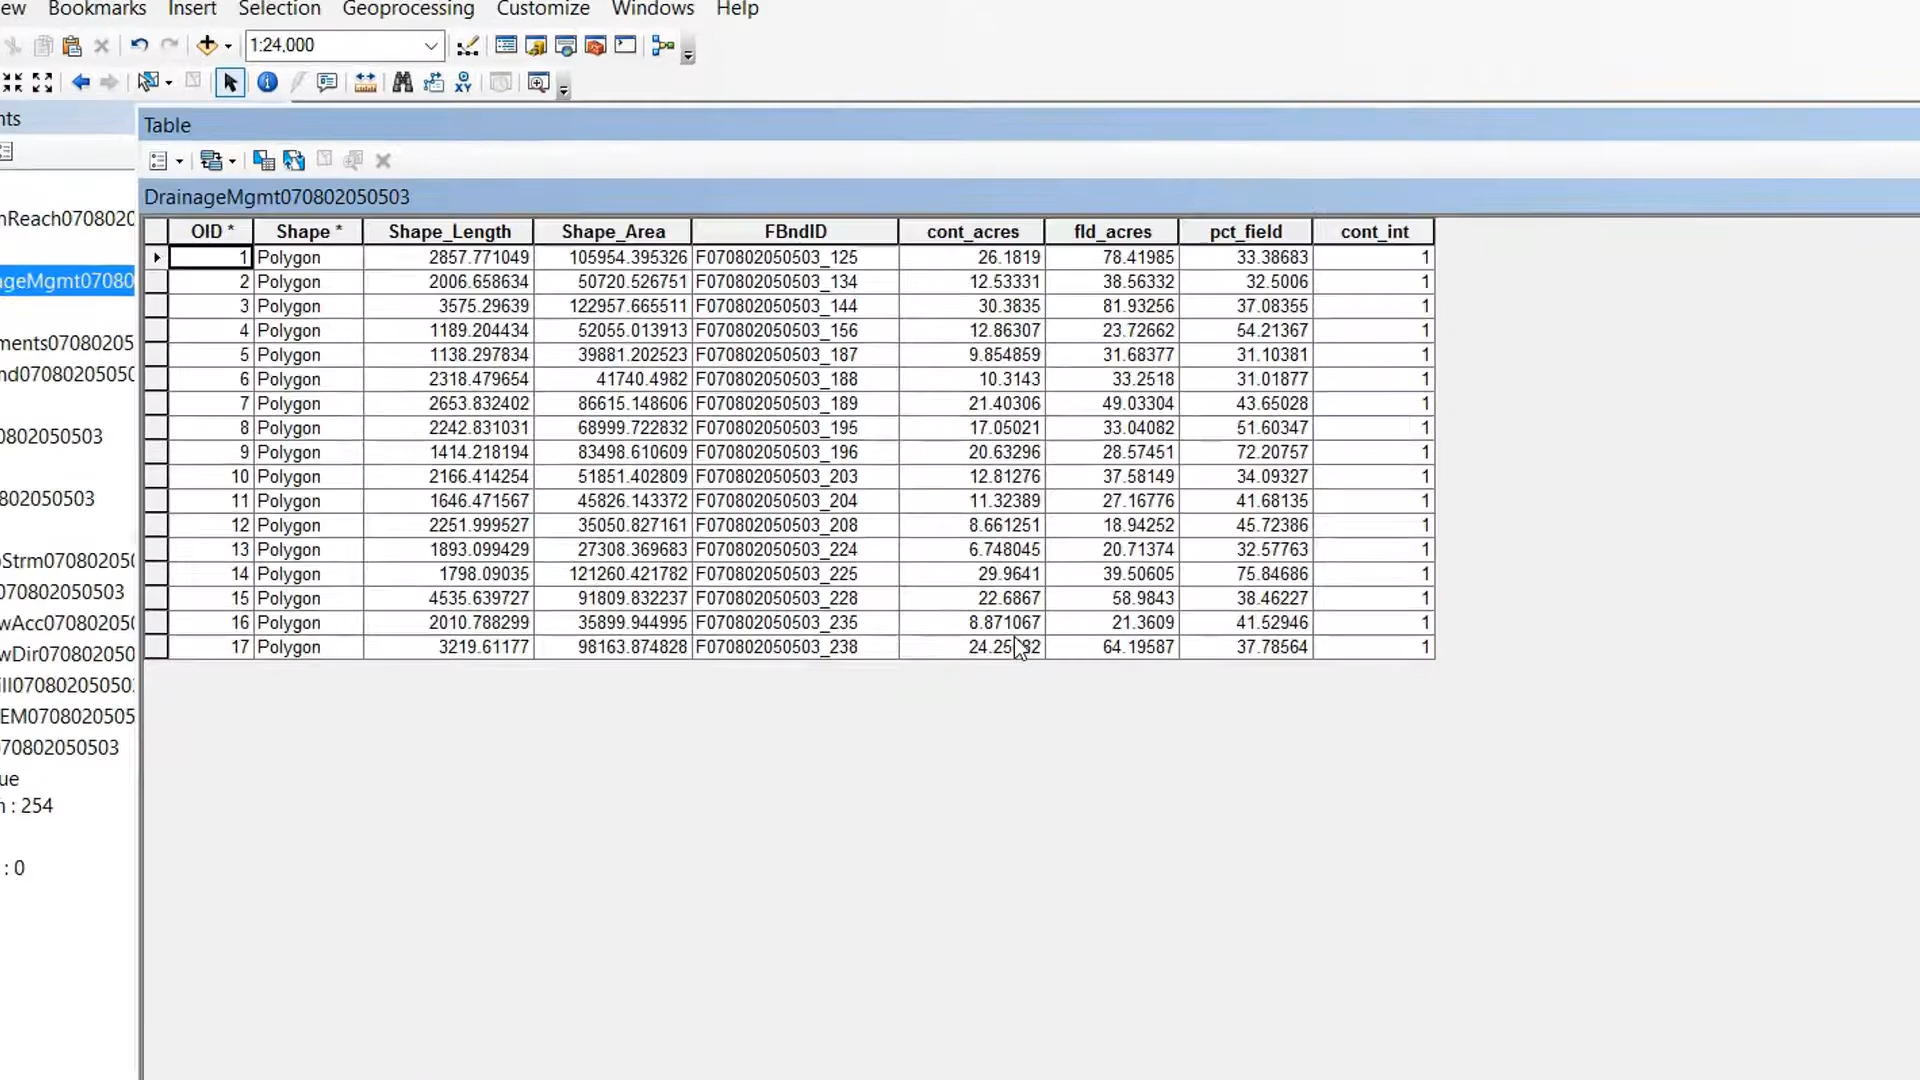 Bookmarks Insert Selection Geoprocessing Customize Windows Help
1:24,000
Table
DrainageMgmt070802050503
OID * Shape * Shape_Length Shape_Area FBndID cont_acres fld_acres pct_field cont_int
1 Polygon 2857.771049 105954.395326 F070802050503_125 26.1819 78.41985 33.38683 1
2 Polygon 2006.658634 50720.526751 F070802050503_134 12.53331 38.56332 32.5006 1
3 Polygon 3575.29639 122957.665511 F070802050503_144 30.3835 81.93256 37.08355 1
4 Polygon 1189.204434 52055.013913 F070802050503_156 12.86307 23.72662 54.21367 1
5 Polygon 1138.297834 39881.202523 F070802050503_187 9.854859 31.68377 31.10381 1
6 Polygon 2318.479654 41740.4982 F070802050503_188 10.3143 33.2518 31.01877 1
7 Polygon 2653.832402 86615.148606 F070802050503_189 21.40306 49.03304 43.65028 1
8 Polygon 2242.831031 68999.722832 F070802050503_195 17.05021 33.04082 51.60347 1
9 Polygon 1414.218194 83498.610609 F070802050503_196 20.63296 28.57451 72.20757 1
10 Polygon 2166.414254 51851.402809 F070802050503_203 12.81276 37.58149 34.09327 1
11 Polygon 1646.471567 45826.143372 F070802050503_204 11.32389 27.16776 41.68135 1
12 Polygon 2251.999527 35050.827161 F070802050503_208 8.661251 18.94252 45.72386 1
13 Polygon 1893.099429 27308.369683 F070802050503_224 6.748045 20.71374 32.57763 1
14 Polygon 1798.09035 121260.421782 F070802050503_225 29.9641 39.50605 75.84686 1
15 Polygon 4535.639727 91809.832237 F070802050503_228 22.6867 58.9843 38.46227 1
16 Polygon 2010.788299 35899.944995 F070802050503_235 8.871067 21.3609 41.52946 1
17 Polygon 3219.61177 98163.874828 F070802050503_238 64.19587 37.78564 1
nts
mReach070802
ageMgmt07080
ments07080205
nd0708020505
0802050503
802050503
oStrm07080205
070802050503
wAcc07080205
wDir070802050
ill07080205050
EM0708020505
070802050503
ue
: 254
: 0